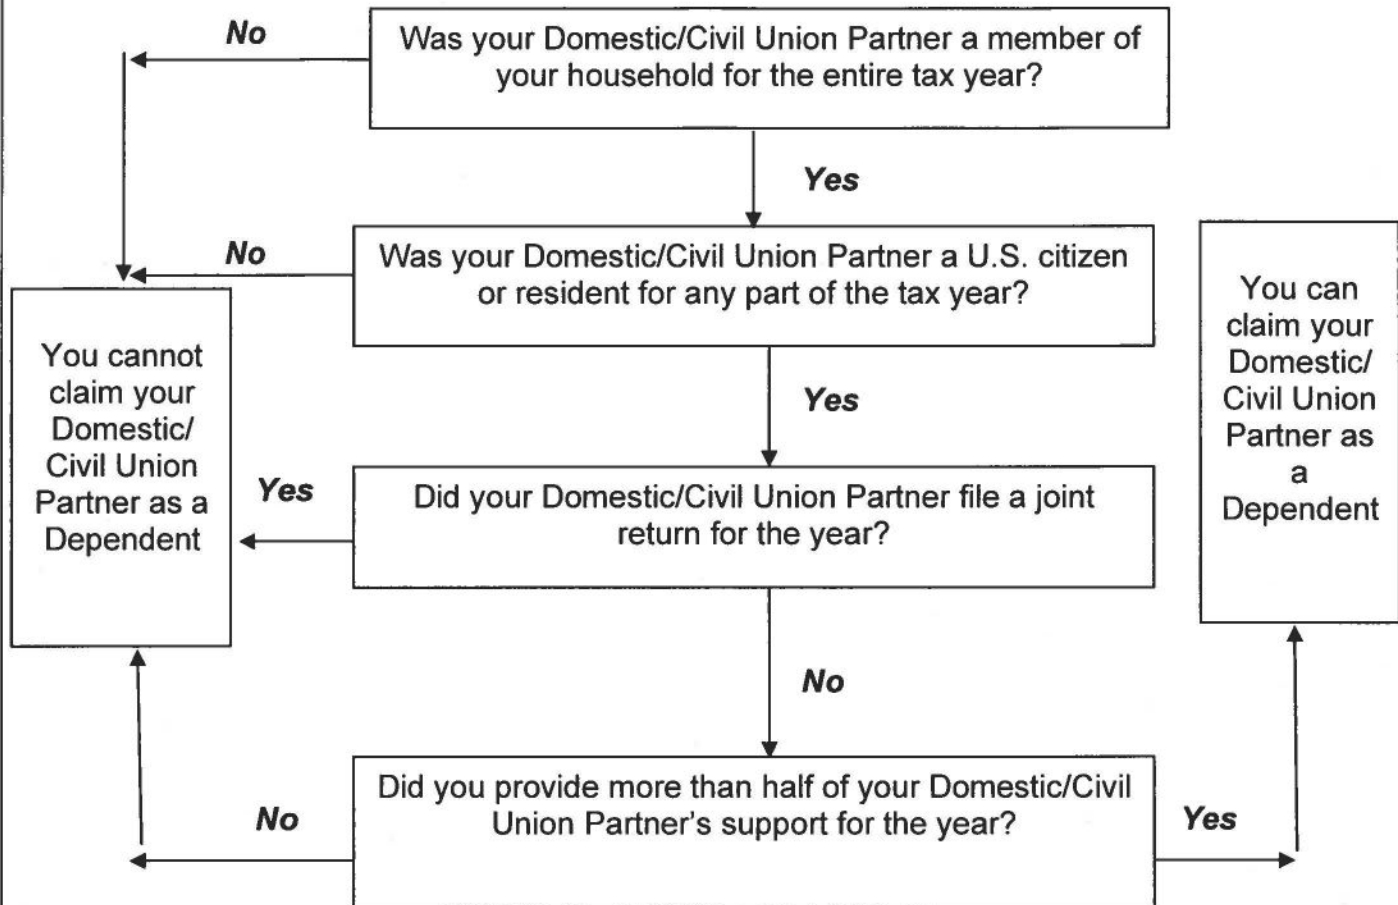 No
Was your Domestic/Civil Union Partner a member of
your household for the entire tax year?
Yes
No
Was your Domestic/Civil Union Partner a U.S. citizen
or resident for any part of the tax year?
You cannot
claim your
Domestic/
Civil Union
Partner as a
Dependent
You can
claim your
Domestic/
Civil Union
Partner as
a
Dependent
Yes
Yes
Did your Domestic/Civil Union Partner file a joint
return for the year?
No
Did you provide more than half of your Domestic/Civil
Union Partner's support for the year?
No
Yes